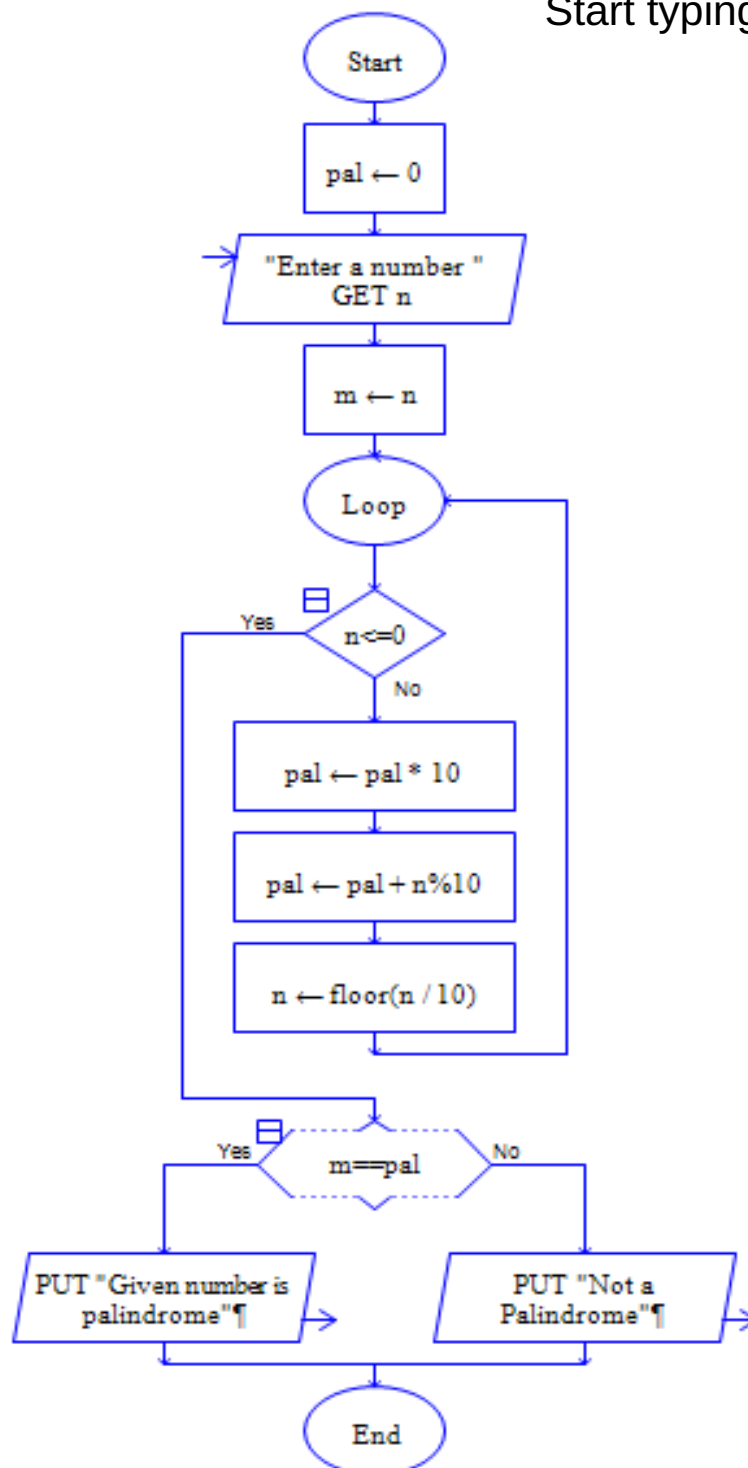 Start typing
Start
pal ← 0
"Enter a number "
GET n
m ← n
Loop
Yes
n<=0
No
pal ← pal * 10
pal ← pal + n%10
n ← floor(n / 10)
Yes
m==pal
No
PUT "Given number is
palindrome"¶
PUT "Not a
Palindrome"¶
End